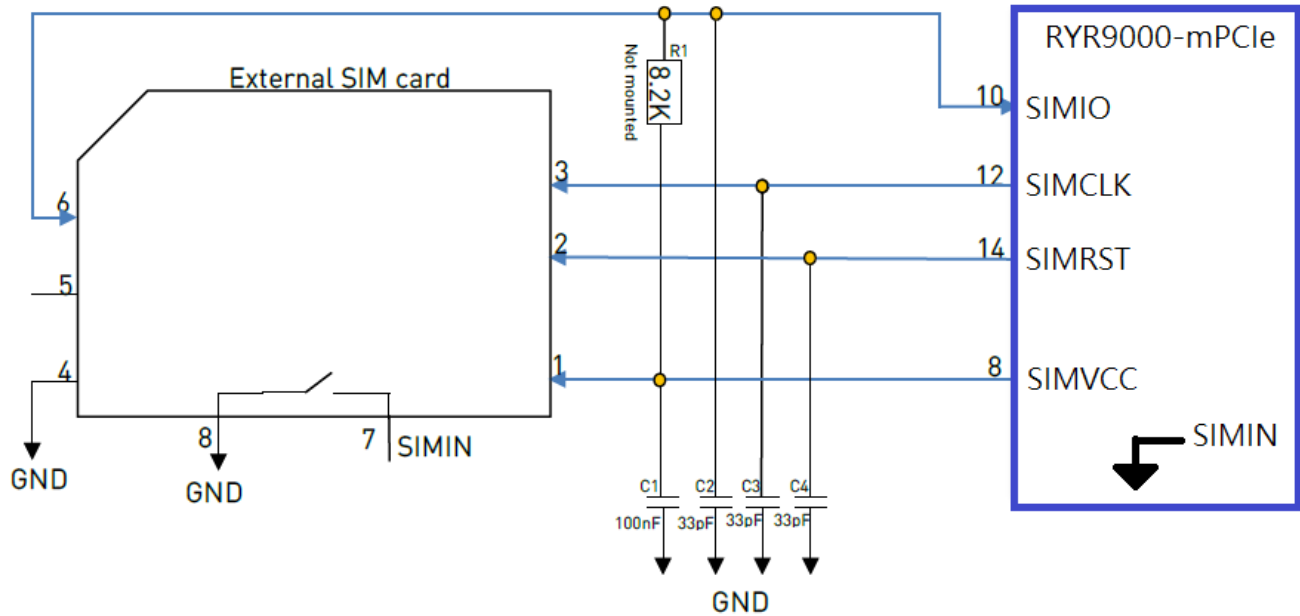 RYR9000-mPCIe
R1
Not mounted
8.2K
External SIM card
10 SIMIO
3
12 SIMCLK
6
2
14 SIMRST
5
4
1
8 SIMVCC
SIMIN
8
7 SIMIN
GND
GND
C1 C2 C3 C4
100nF 33pF 33pF 33pF
GND